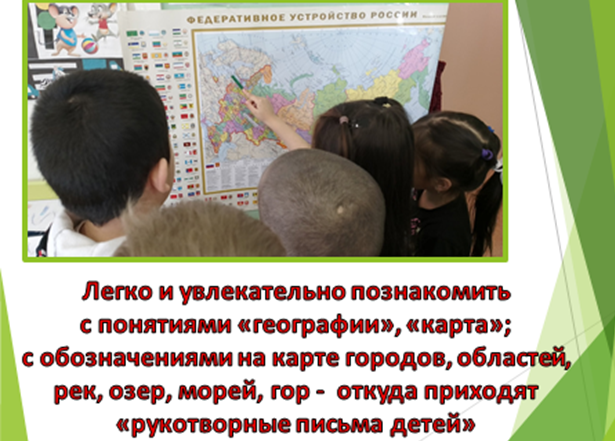 ФЕДЕРАТИВНОЕ УСТРОЙСТВО РОССИИ
Легко и увлекательно познакомить
с понятиями «географии», «карта»;
с обозначениями на карте городов, областей,
рек, озер, морей, гор - откуда приходят
«рукотворные письма детей»